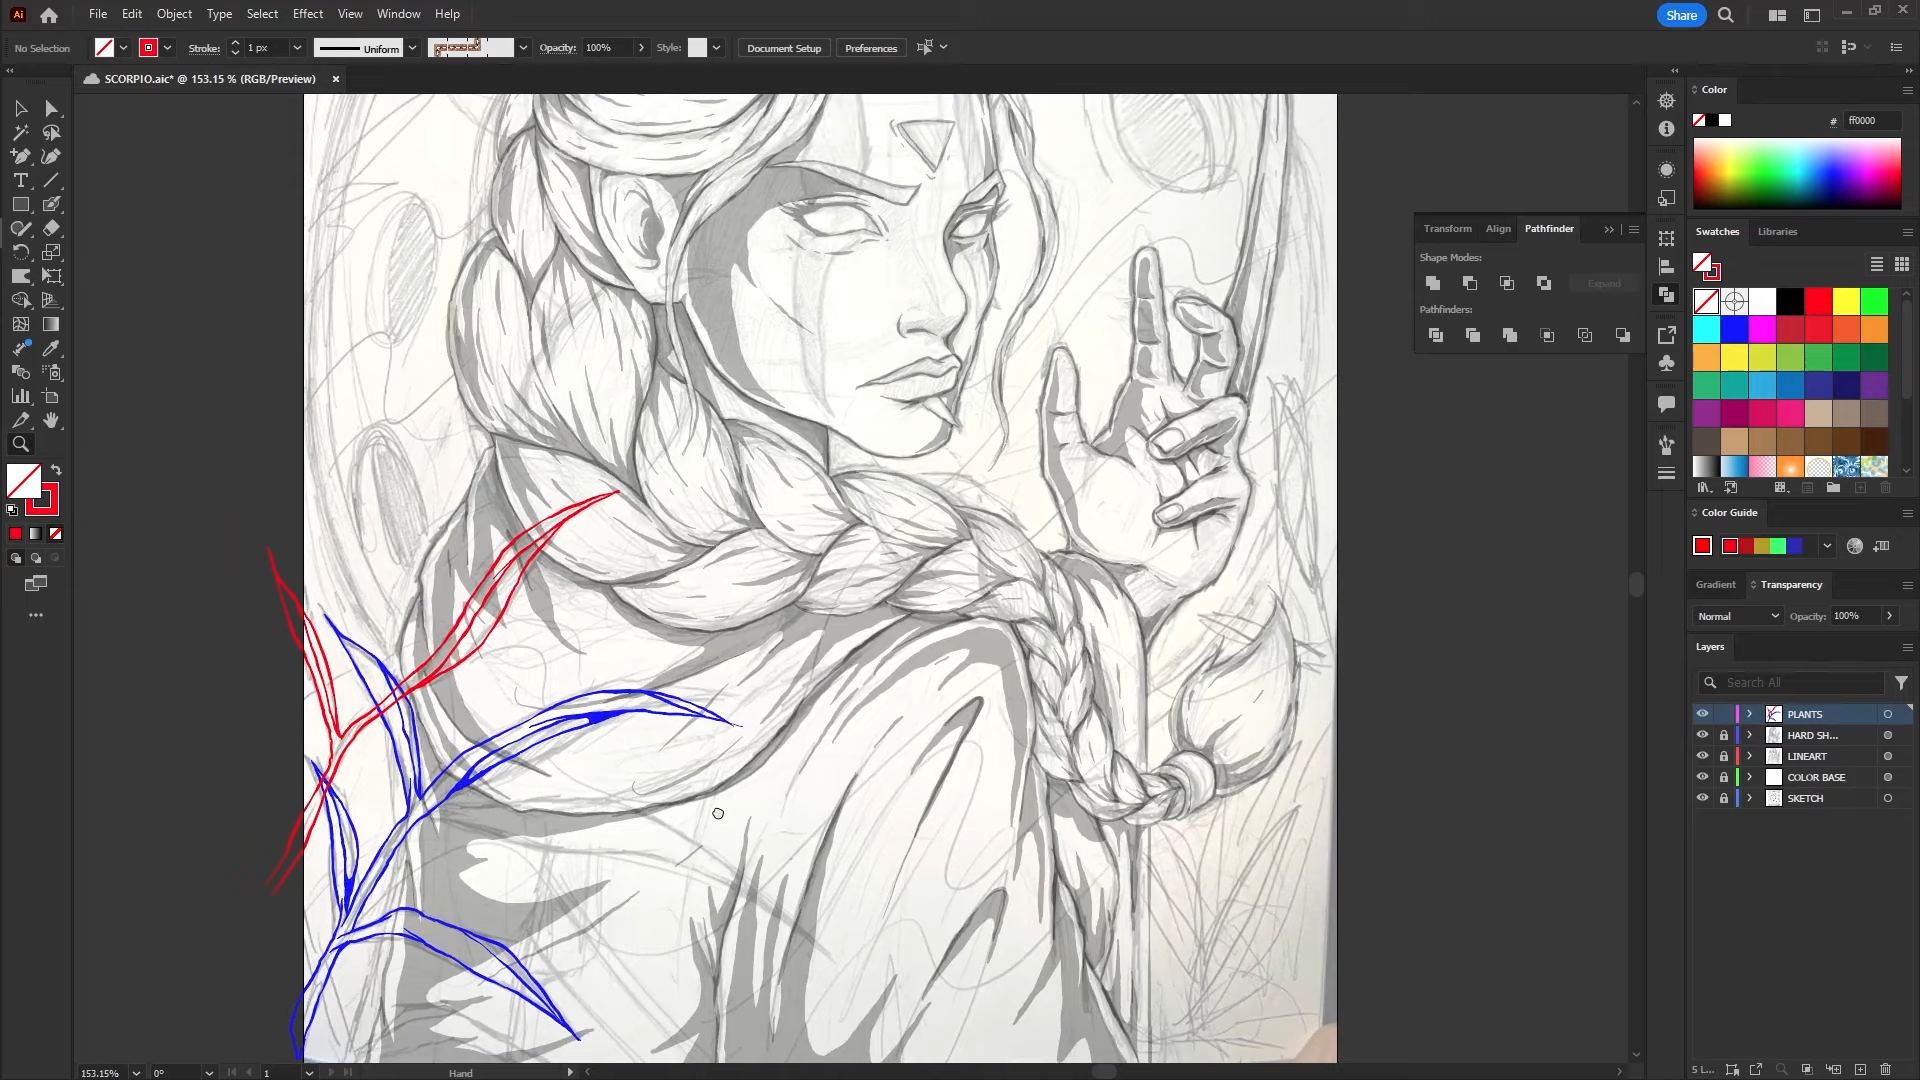 Ai File Edit Object Type Select Effect View Window Help Share
No Selection Stroke: 1 px Uniform Opacity: 100% Style: Document Setup Preferences
SCORPIO.aic* @ 153.15 % (RGB/Preview) ×
Color
# ff0000
Transform Align Pathfinder
Shape Modes:
Expand
Pathfinders:
Swatches Libraries
Color Guide
Gradient Transparency
Normal Opacity: 100%
Layers
Search All
PLANTS
HARD SH...
LINEART
COLOR BASE
SKETCH
153.15% 0° 1 Hand
5 L...